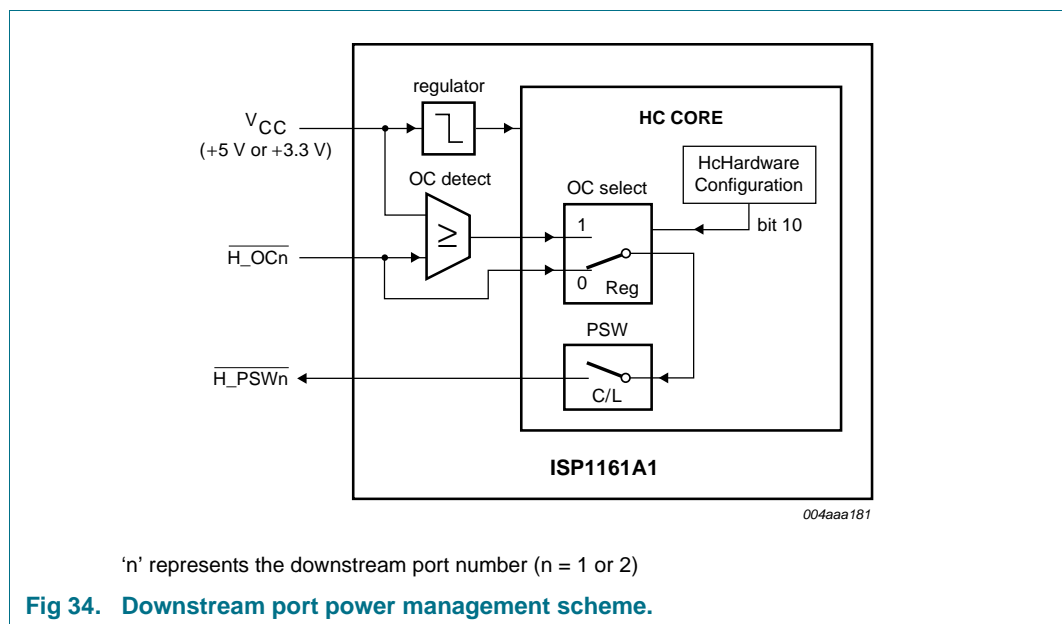 regulator
HC CORE
VCC
(+5 V or +3.3 V)
HcHardware
Configuration
OC detect
OC select
1
bit 10
≥
H_OCn
0
Reg
PSW
H_PSWn
C/L
ISP1161A1
004aaa181
‘n’ represents the downstream port number (n = 1 or 2)
Fig 34. Downstream port power management scheme.